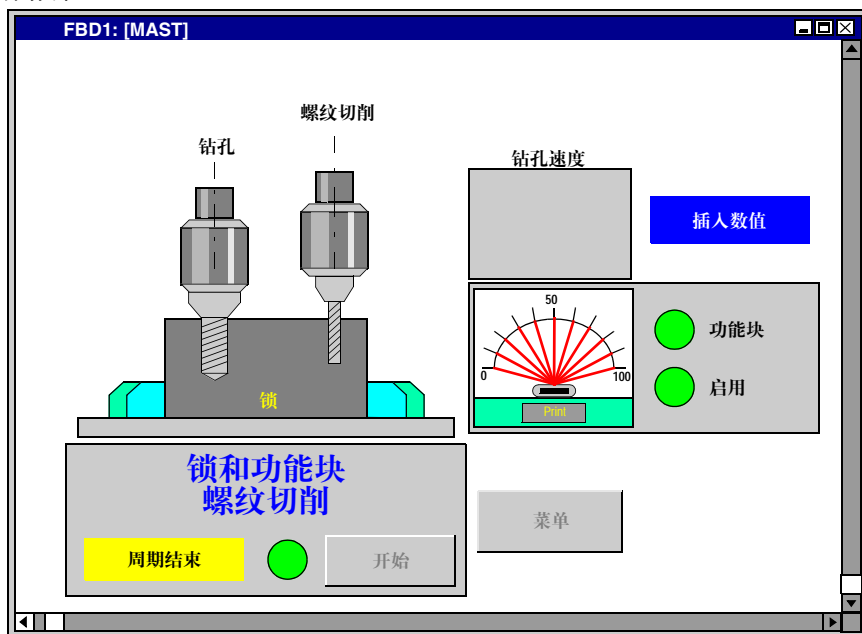 FBD1: [MAST]
螺纹切削
钻孔
钻孔速度
插入数值
50
0
100
功能块
启用
Print
锁
锁和功能块
螺纹切削
菜单
周期结束
开始